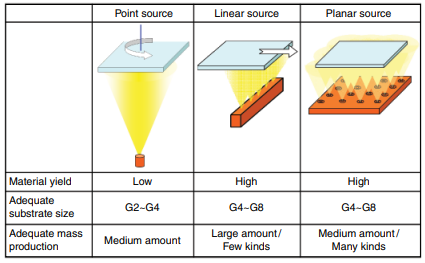 Point source Linear source Planar source
Material yield Low High High
Adequate
substrate size G2~G4 G4~G8 G4~G8
Adequate mass
production Medium amount Large amount/
Few kinds Medium amount/
Many kinds